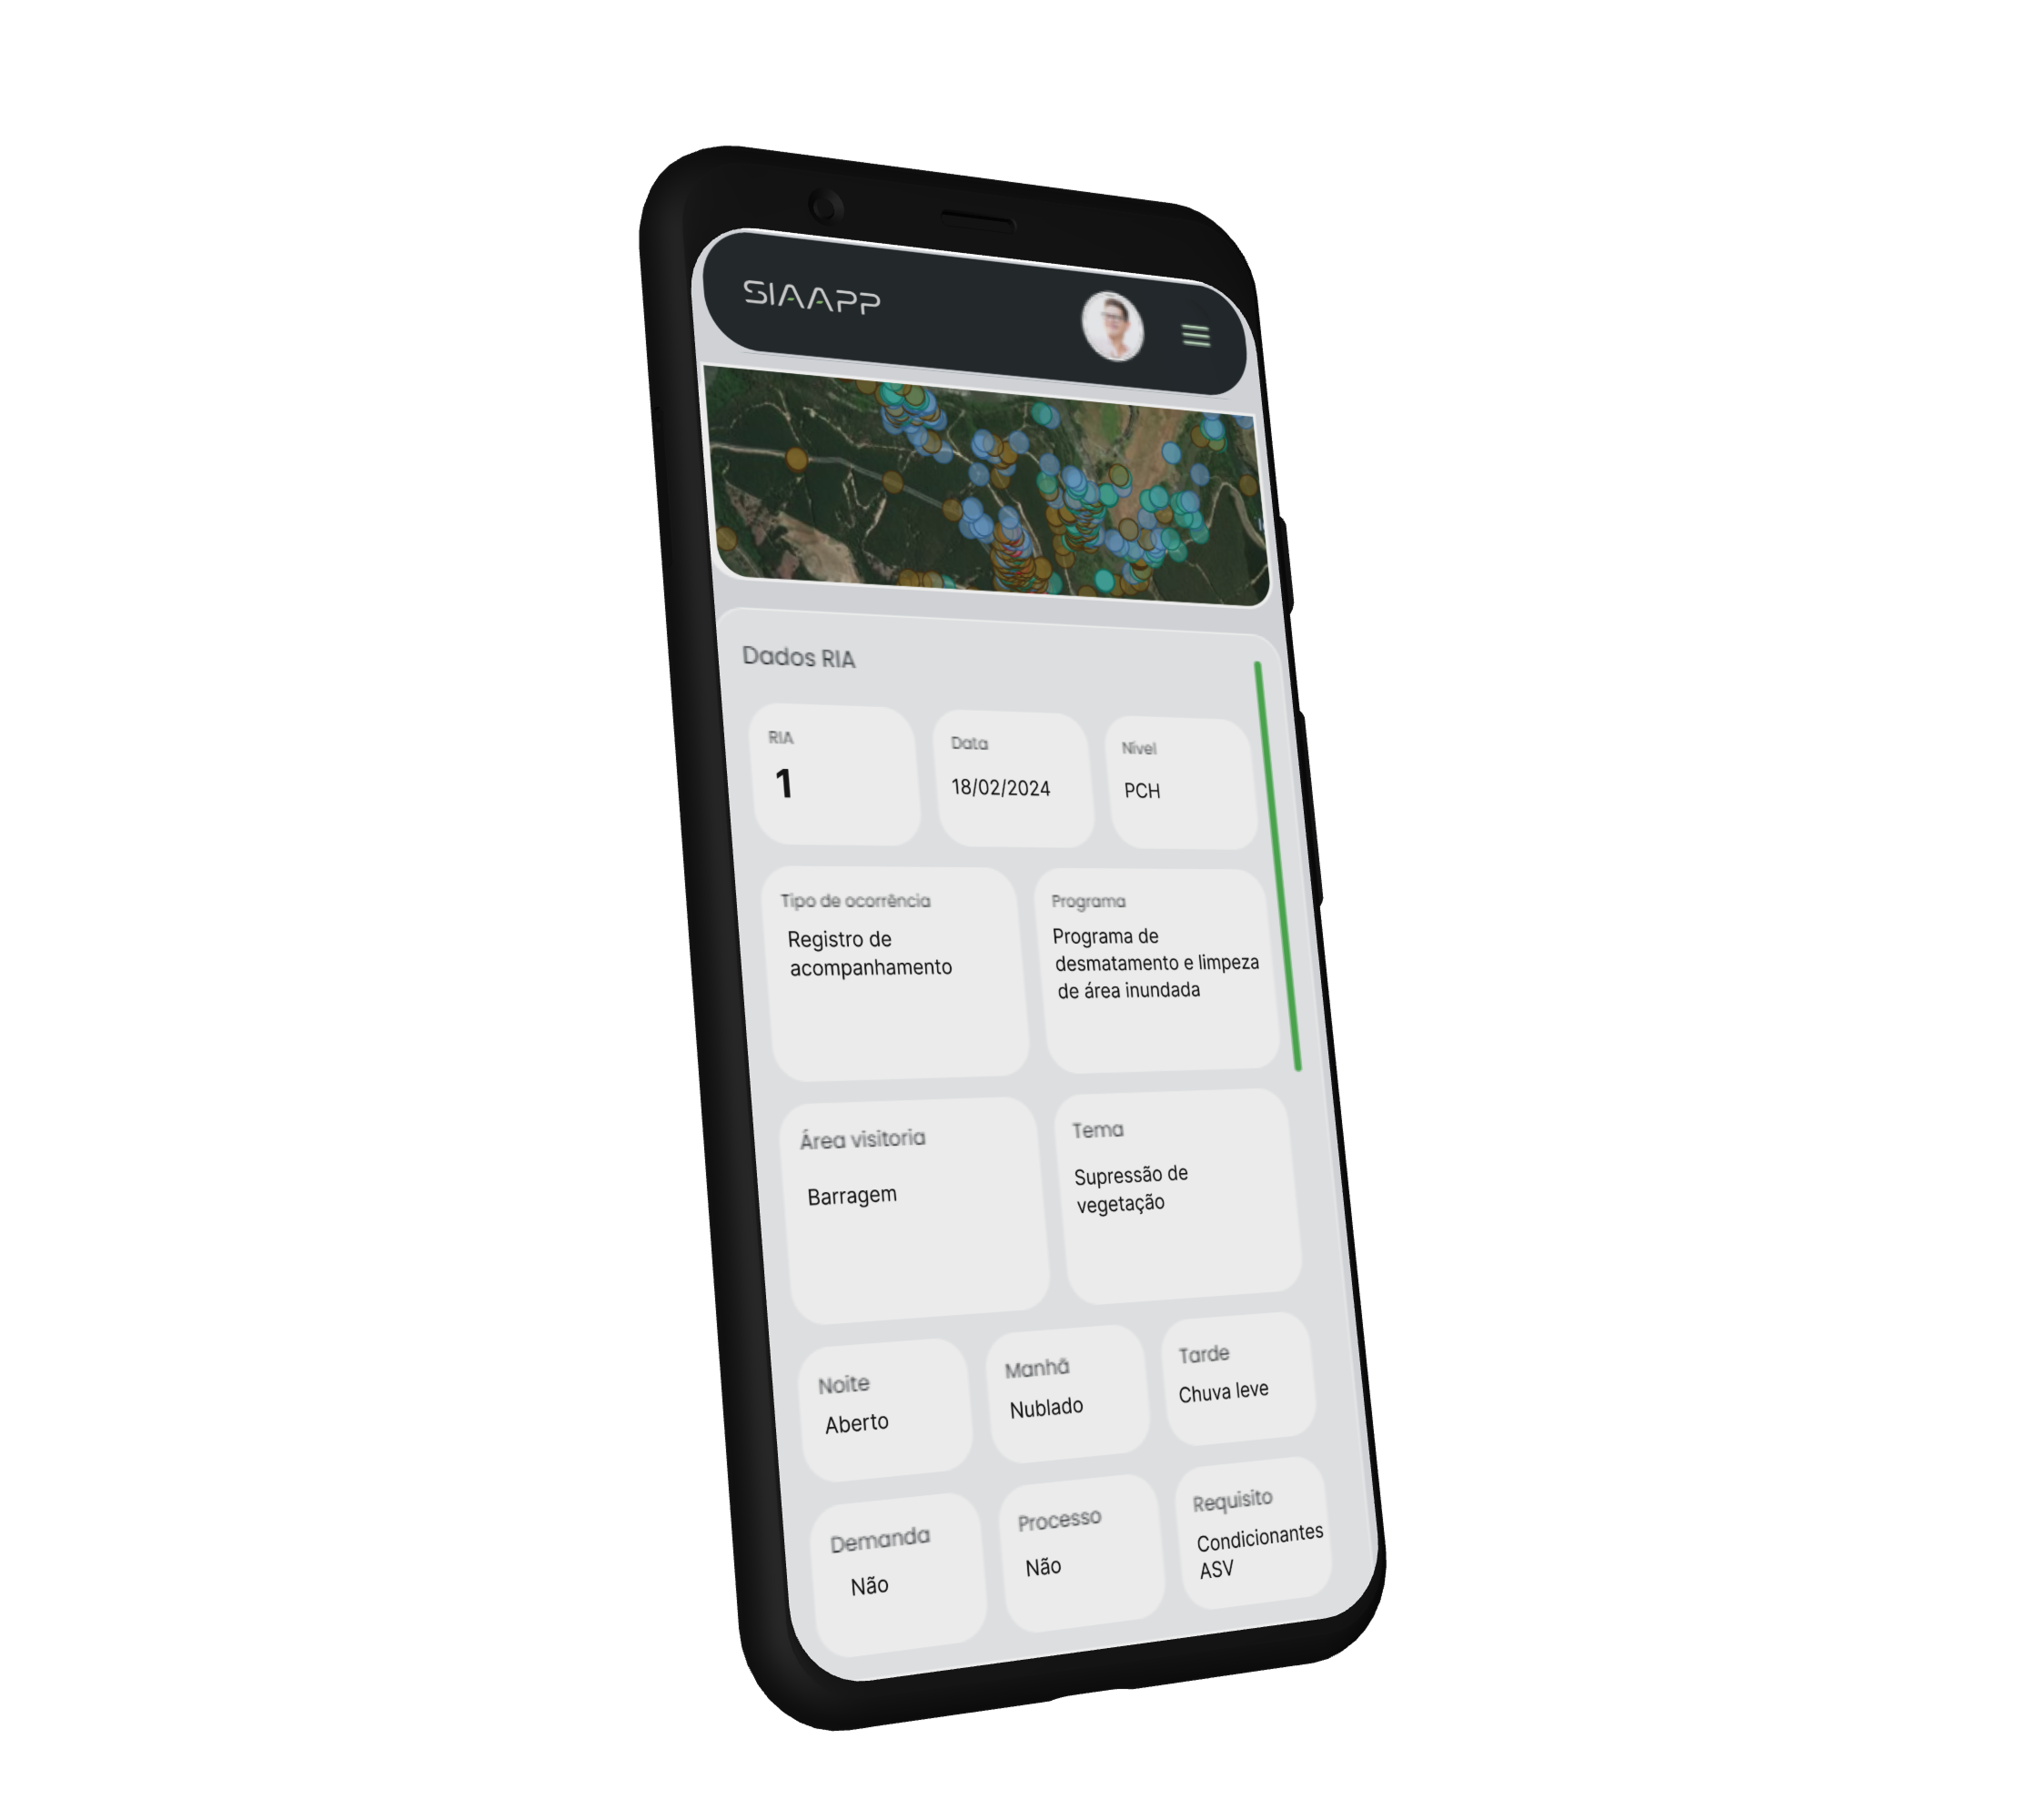 SIAAPP
Dados RIA
RIA
1
Data
18/02/2024
Nível
PCH
Tipo de ocorrência
Registro de
acompanhamento
Programa
Programa de
desmatamento e limpeza
de área inundada
Área visitoria
Barragem
Tema
Supressão de
vegetação
Noite
Aberto
Manhã
Nublado
Tarde
Chuva leve
Demanda
Não
Processo
Não
Requisito
Condicionantes
ASV